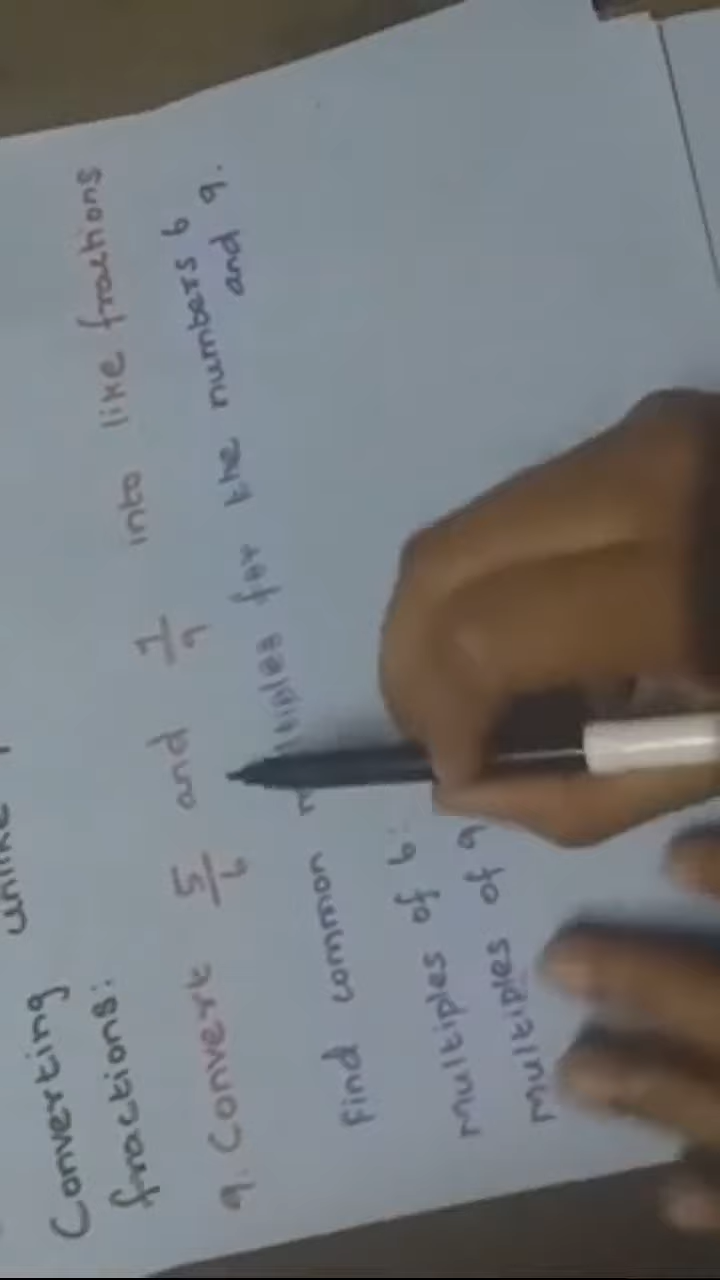 Converting unlike
fractions:
9. Convert 5/6 and 7/9 into like fractions
Find common multiples for the numbers 6
and 9.
Multiples of 6:
Multiples of 9